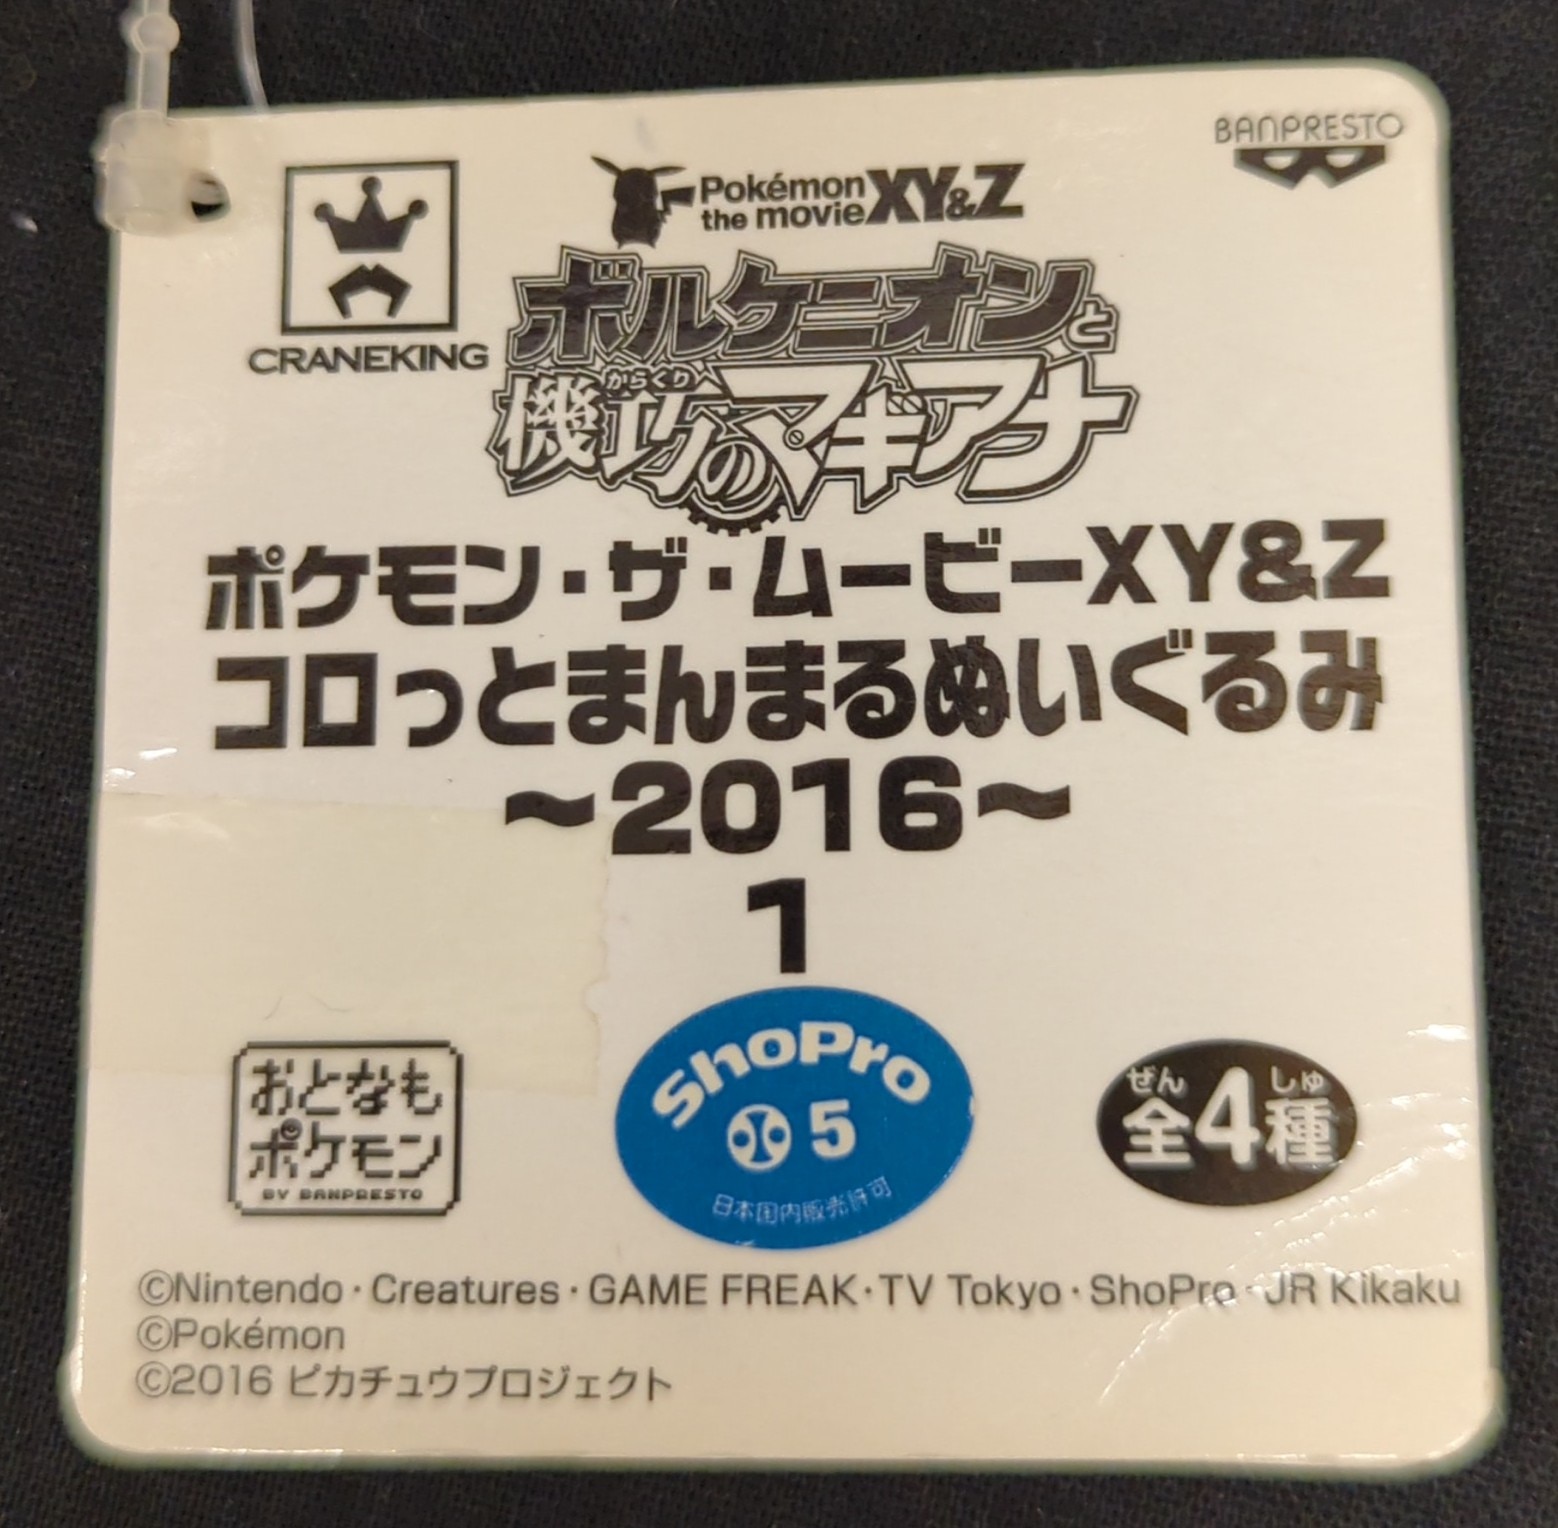 BANPRESTO
CRANEKING
Pokémon
the movie XY&Z
ボルケニオンと
からくり
機巧のマギアナ
ポケモン・ザ・ムービーXY&Z
コロっとまんまるぬいぐるみ
～2016～
1
おとなも
ポケモン
BY BANPRESTO
ShoPro
5
日本国内販売許可
ぜん しゅ
全4種
©Nintendo・Creatures・GAME FREAK・TV Tokyo・ShoPro・JR Kikaku
©Pokémon
©2016 ピカチュウプロジェクト